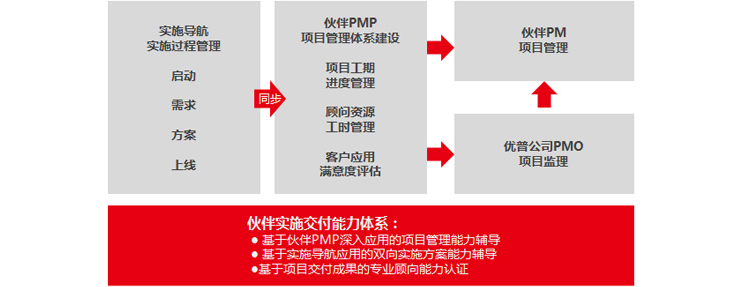 实施导航
实施过程管理
启动
需求
方案
上线
同步
伙伴PMP
项目管理体系建设
项目工期
进度管理
顾问资源
工时管理
客户应用
满意度评估
伙伴PM
项目管理
优普公司PMO
项目监理
伙伴实施交付能力体系：
●基于伙伴PMP深入应用的项目管理能力辅导
●基于实施导航应用的双向实施方案能力辅导
●基于项目交付成果的专业顾向能力认证